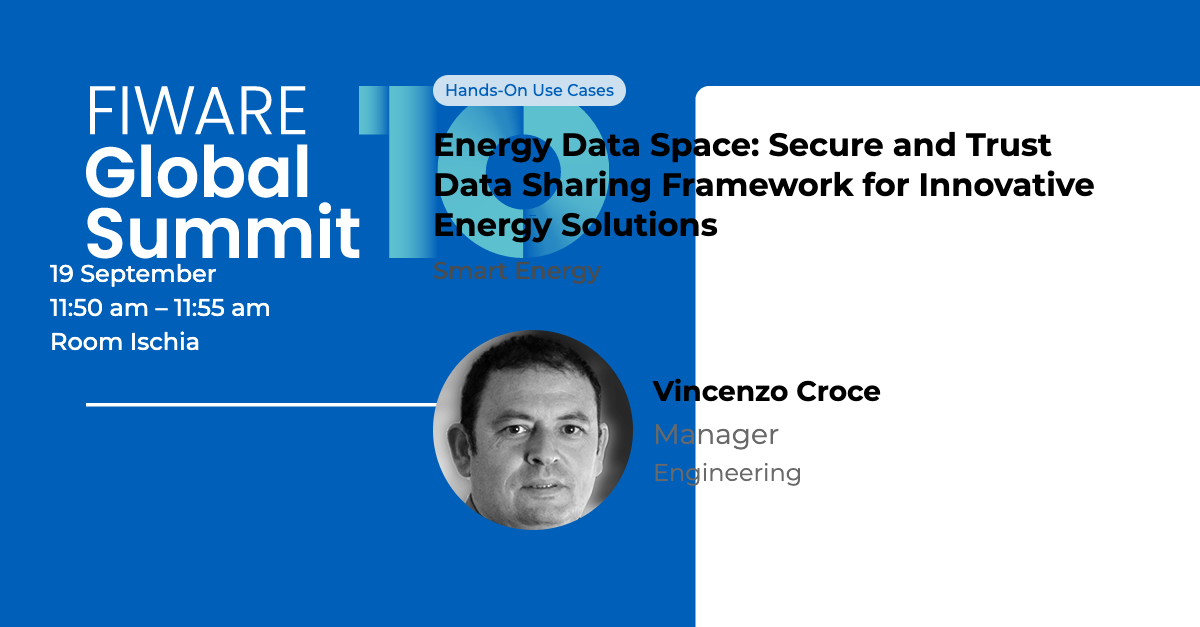 FIWARE
Global
Summit
10
19 September
11:50 am – 11:55 am
Room Ischia
Hands-On Use Cases
Energy Data Space: Secure and Trust
Data Sharing Framework for Innovative
Energy Solutions
Smart Energy
Vincenzo Croce
Manager
Engineering